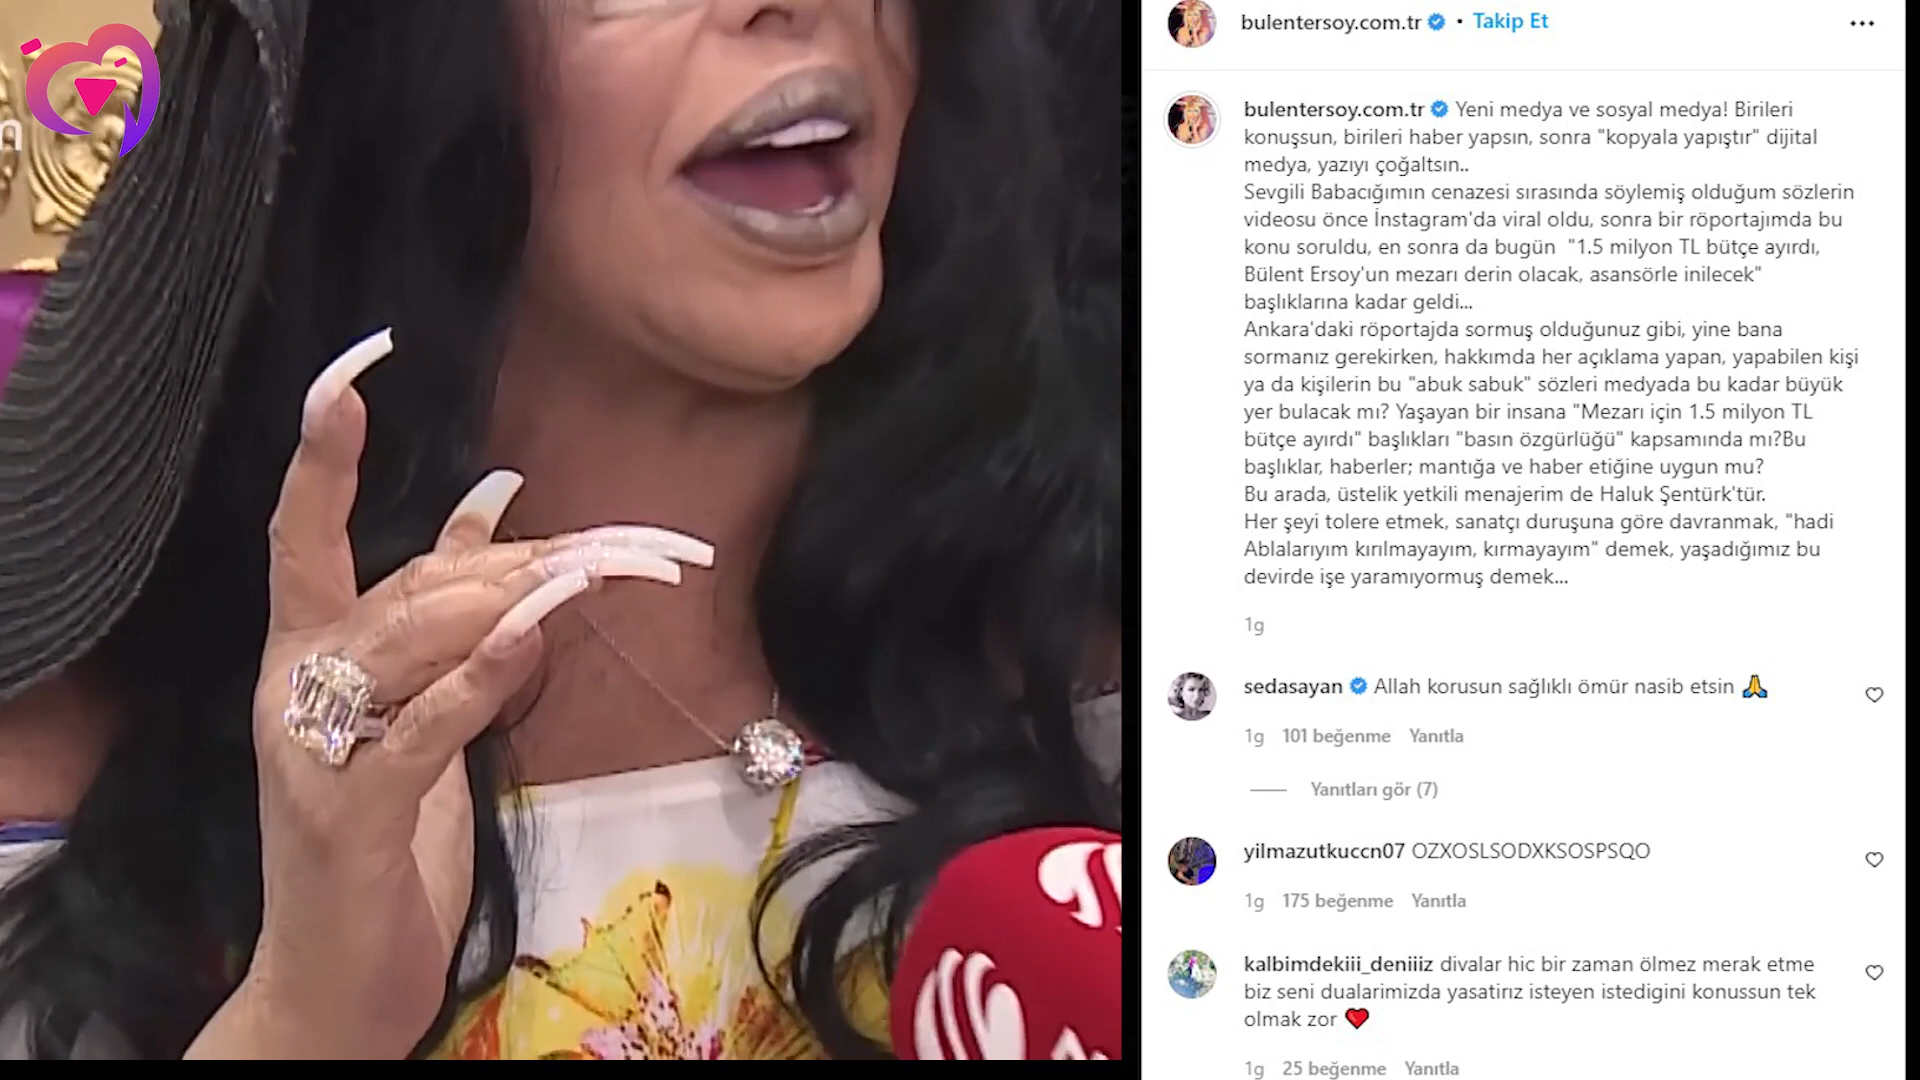 n
bulentersoy.com.tr • Takip Et
bulentersoy.com.tr Yeni medya ve sosyal medya! Birileri
konuşsun, birileri haber yapsın, sonra "kopyala yapıştır" dijital
medya, yazıyı çoğaltsın..
Sevgili Babacığımın cenazesi sırasında söylemiş olduğum sözlerin
videosu önce İnstagram'da viral oldu, sonra bir röportajımda bu
konu soruldu, en sonra da bugün "1.5 milyon TL bütçe ayırdı,
Bülent Ersoy'un mezarı derin olacak, asansörle inilecek"
başlıklarına kadar geldi...
Ankara'daki röportajda sormuş olduğunuz gibi, yine bana
sormanız gerekirken, hakkımda her açıklama yapan, yapabilen kişi
ya da kişilerin bu "abuk sabuk" sözleri medyada bu kadar büyük
yer bulacak mı? Yaşayan bir insana "Mezarı için 1.5 milyon TL
bütçe ayırdı" başlıkları "basın özgürlüğü" kapsamında mı?Bu
başlıklar, haberler; mantığa ve haber etiğine uygun mu?
Bu arada, üstelik yetkili menajerim de Haluk Şentürk'tür.
Her şeyi tolere etmek, sanatçı duruşuna göre davranmak, "hadi
Ablalarıyım kırılmayayım, kırmayayım" demek, yaşadığımız bu
devirde işe yaramıyormuş demek...
1g
sedasayan Allah korusun sağlıklı ömür nasib etsin 🙏
1g 101 beğenme Yanıtla
Yanıtları gör (7)
yilmazutkuccn07 OZXOSLSODXKSOSPSQO
1g 175 beğenme Yanıtla
kalbimdekiii_deniiiz divalar hic bir zaman ölmez merak etme
biz seni dualarimizda yasatirız isteyen istedigini konussun tek
olmak zor ❤️
1g 25 beğenme Yanıtla